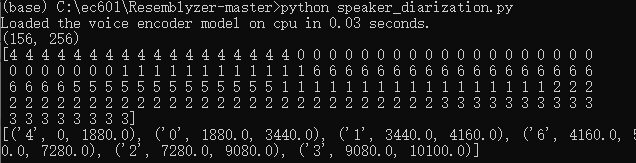 (base) C:\ec601\Resemblyzer-master>python speaker_diarization.py
Loaded the voice encoder model on cpu in 0.03 seconds.
(156, 256)
[4 4 4 4 4 4 4 4 4 4 4 4 4 4 4 4 4 4 0 0 0 0 0 0 0 0 0 0 0 0 0 0 0 0 0 0 0
0 0 0 0 0 0 0 1 1 1 1 1 1 1 1 1 1 1 1 6 6 6 6 6 6 6 6 6 6 6 6 6 6 6 6 6 6
6 6 6 6 5 5 5 5 5 5 5 5 5 5 5 5 5 1 1 1 1 1 1 1 1 1 1 1 1 1 1 1 1 1 2 2 2
2 2 2 2 2 2 2 2 2 2 2 2 2 2 2 2 2 2 2 2 2 2 2 2 2 2 2 3 3 3 3 3 3 3 3 3 3
3 3 3 3 3 3 3 3]
[('4', 0, 1880.0), ('0', 1880.0, 3440.0), ('1', 3440.0, 4160.0), ('6', 4160.0, 5
0.0, 7280.0), ('2', 7280.0, 9080.0), ('3', 9080.0, 10100.0)]